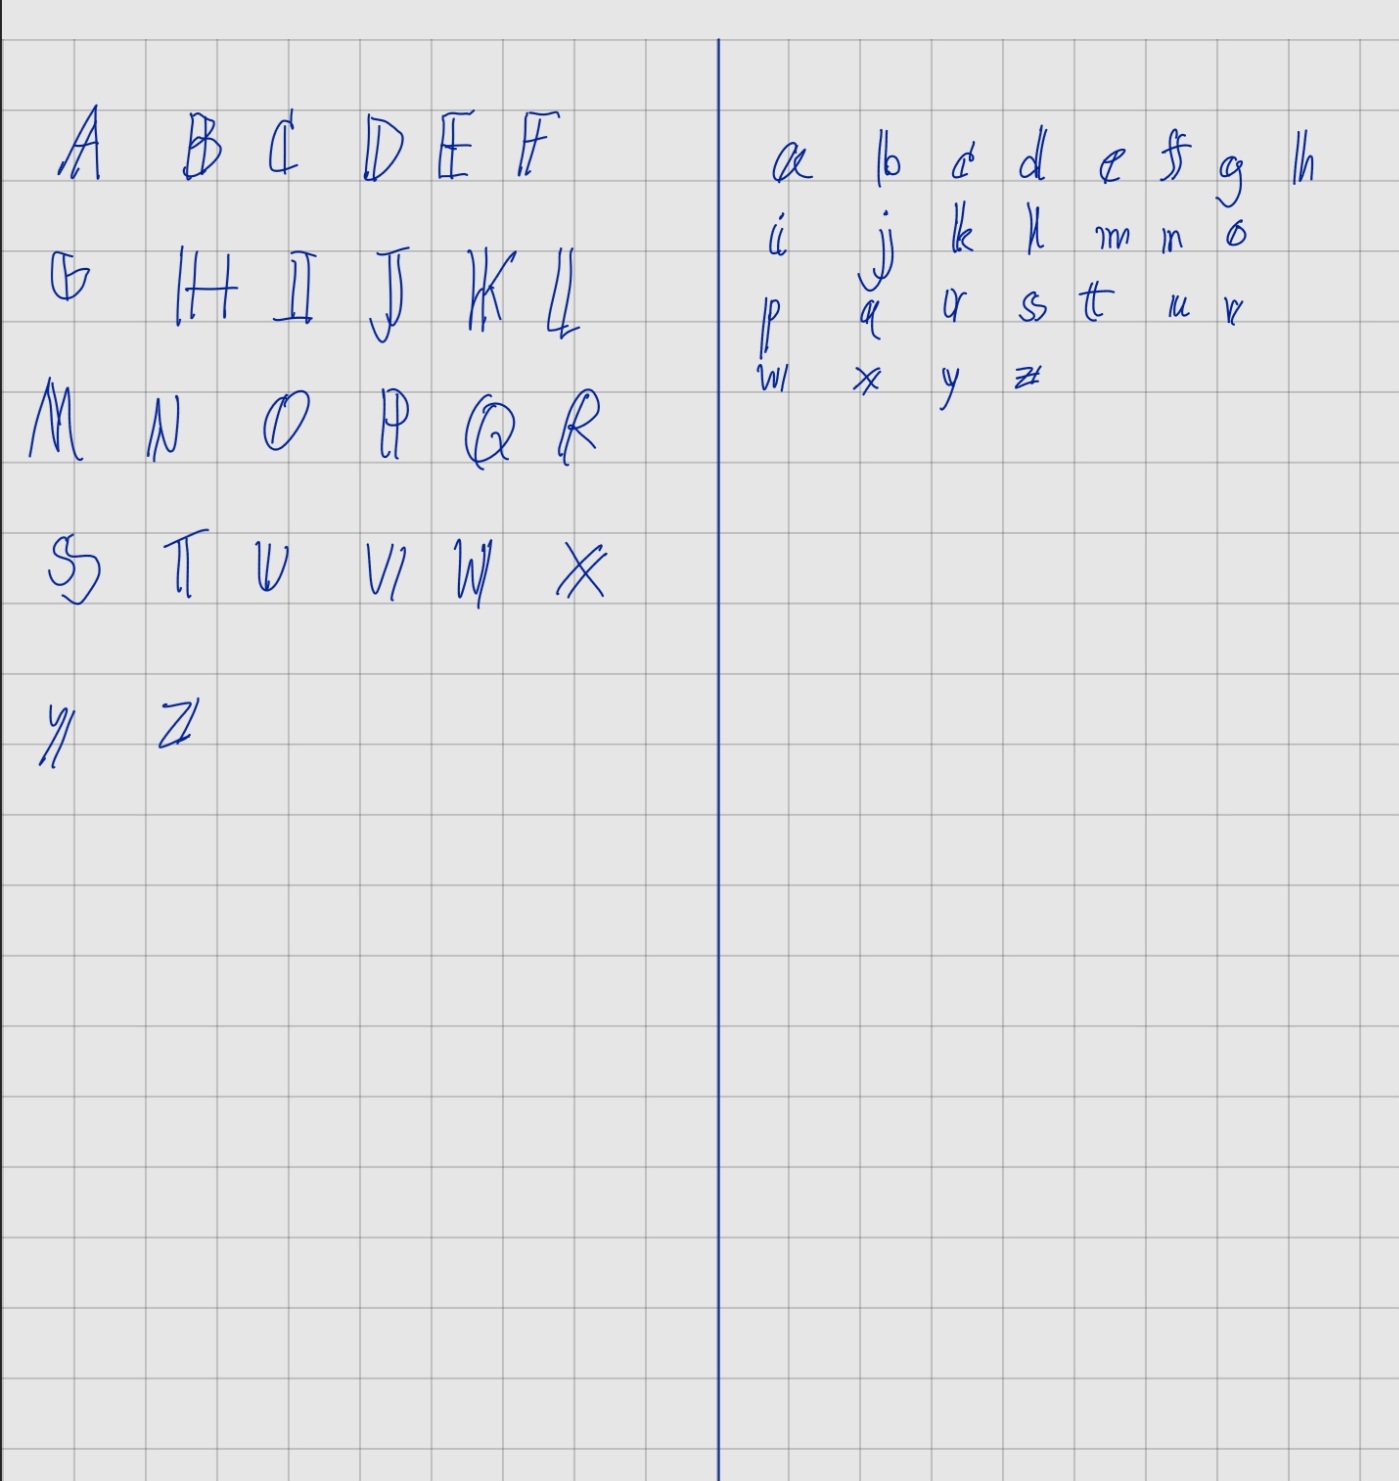 𝔸 𝔹 ℂ 𝔻 𝔼 𝔽
𝔾 ℍ 𝕀 𝕁 𝕂 𝕃
𝕄 ℕ 𝕆 ℙ ℚ ℝ
𝕊 𝕋 𝕌 𝕍 𝕎 𝕏
𝕐 ℤ
𝕒 𝕓 𝕔 𝕕 𝕖 𝕗 𝕘 𝕙
𝕚 𝕛 𝕜 𝕝 𝕞 𝕟 𝕠
𝕡 𝕢 𝕣 𝕤 𝕥 𝕦 𝕧
𝕨 𝕩 𝕪 𝕫